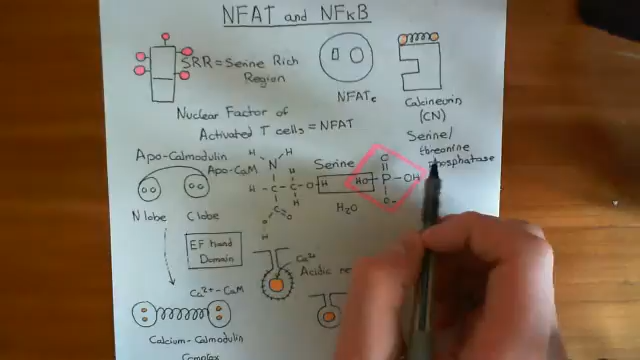 NFAT and NFκB
SRR = Serine Rich
Region
NFATc
Calcineurin
(CN)
Serine/
threonine
phosphatase
Nuclear Factor of
Activated T cells = NFAT
Apo-Calmodulin
Apo-CaM
N lobe C lobe
EF Hand
Domain
Ca²⁺-CaM
Calcium-Calmodulin
Complex
Serine
H H
N
H C C O H HO P OH
H
C
O O
H
O
O-
H₂O
Ca²⁺
Acidic